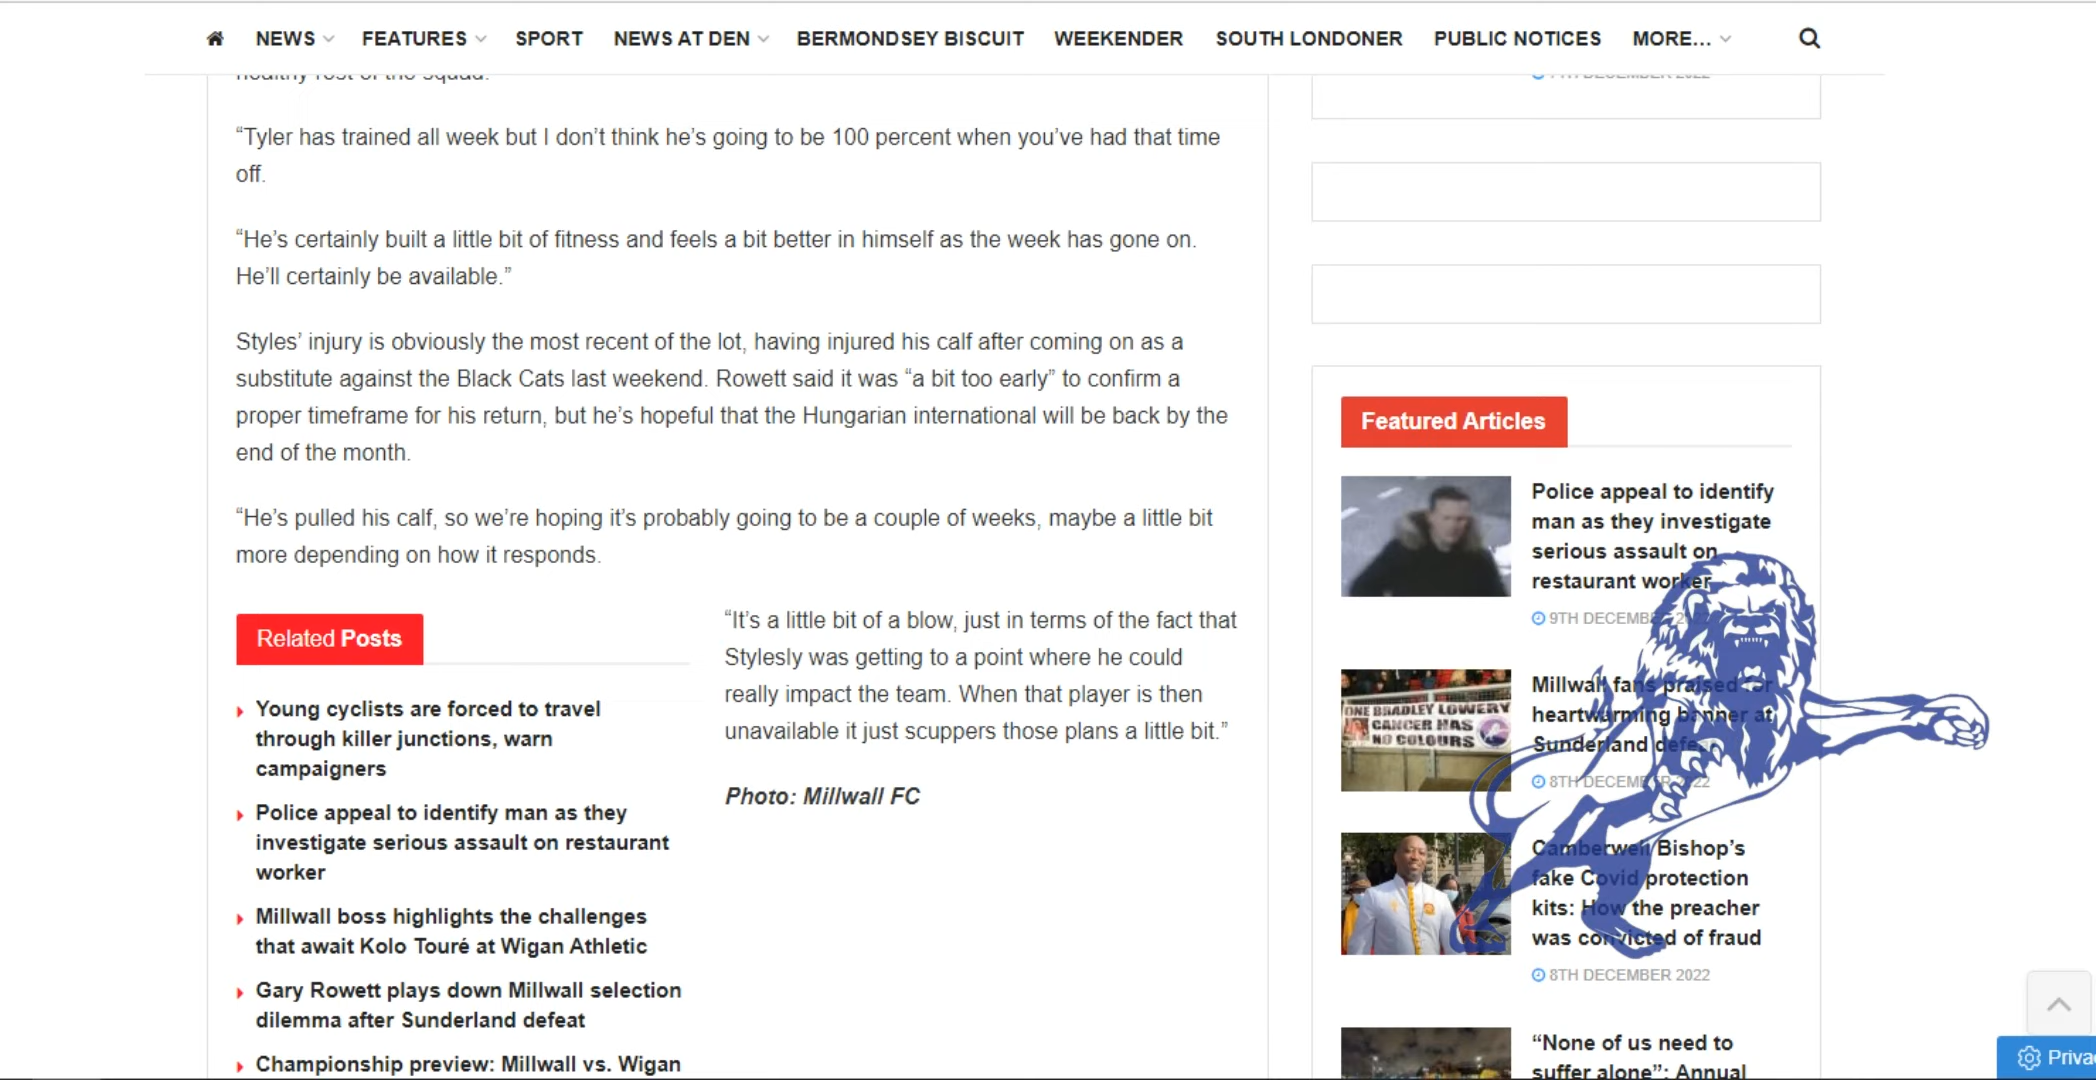 NEWS FEATURES SPORT NEWS AT DEN BERMONDSEY BISCUIT WEEKENDER SOUTH LONDONER PUBLIC NOTICES MORE...
healthy rest of the squad.
“Tyler has trained all week but I don’t think he’s going to be 100 percent when you’ve had that time
off.
“He’s certainly built a little bit of fitness and feels a bit better in himself as the week has gone on.
He’ll certainly be available.”
Styles’ injury is obviously the most recent of the lot, having injured his calf after coming on as a
substitute against the Black Cats last weekend. Rowett said it was “a bit too early” to confirm a
proper timeframe for his return, but he’s hopeful that the Hungarian international will be back by the
end of the month.
“He’s pulled his calf, so we’re hoping it’s probably going to be a couple of weeks, maybe a little bit
more depending on how it responds.
“It’s a little bit of a blow, just in terms of the fact that
Stylesly was getting to a point where he could
really impact the team. When that player is then
unavailable it just scuppers those plans a little bit.”
Photo: Millwall FC
Related Posts
Young cyclists are forced to travel
through killer junctions, warn
campaigners
Police appeal to identify man as they
investigate serious assault on restaurant
worker
Millwall boss highlights the challenges
that await Kolo Touré at Wigan Athletic
Gary Rowett plays down Millwall selection
dilemma after Sunderland defeat
Championship preview: Millwall vs. Wigan
7TH DECEMBER 2022
Featured Articles
Police appeal to identify
man as they investigate
serious assault on
restaurant worker
9TH DECEMBER 2022
ONE BRADLEY LOWERY
CANCER HAS
NO COLOURS
Millwall fans praised for
heartwarming banner at
Sunderland defeat
8TH DECEMBER 2022
Camberwell Bishop’s
fake Covid protection
kits: How the preacher
was convicted of fraud
8TH DECEMBER 2022
“None of us need to
suffer alone”: Annual
Priva